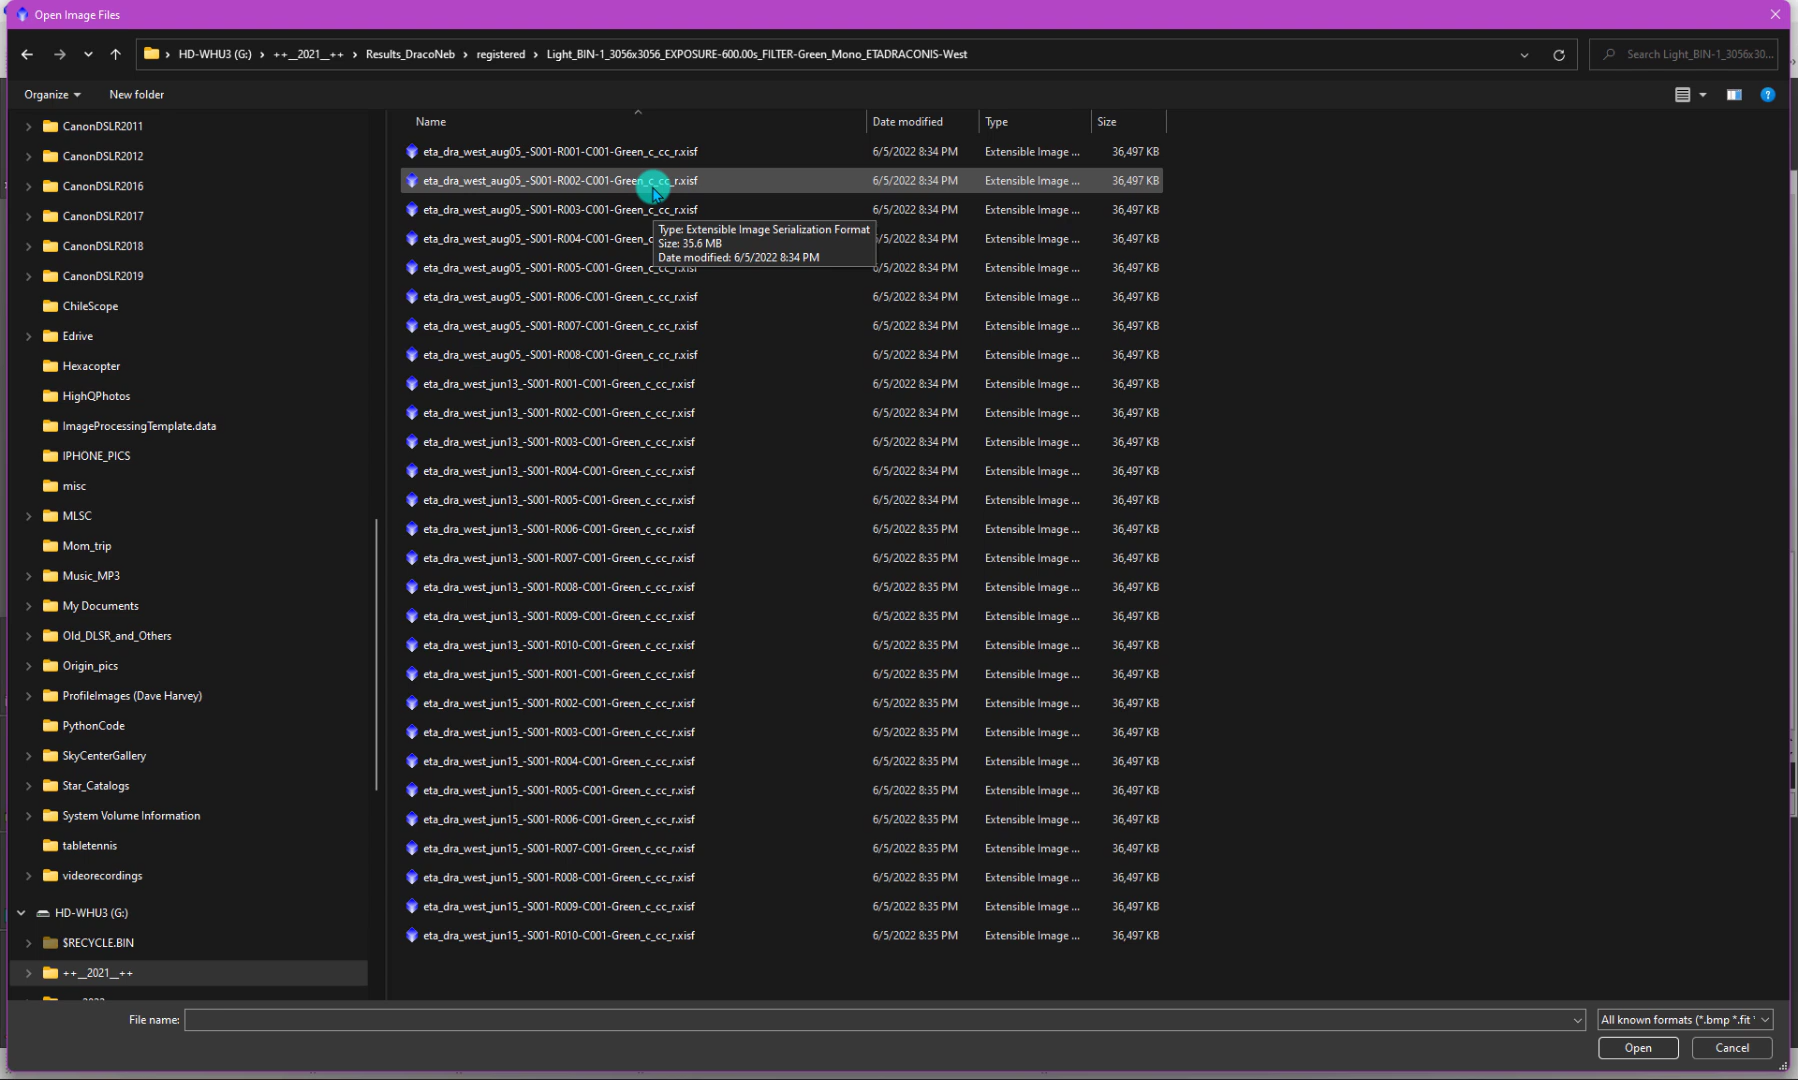 Open Image Files
HD-WHU3 (G:) › ++__2021__++ › Results_DracoNeb › registered › Light_BIN-1_3056x3056_EXPOSURE-600.00s_FILTER-Green_Mono_ETADRACONIS-West
Search Light_BIN-1_3056x30...
Organize New folder
CanonDSLR2011
CanonDSLR2012
CanonDSLR2016
CanonDSLR2017
CanonDSLR2018
CanonDSLR2019
ChileScope
Edrive
Hexacopter
HighQPhotos
ImageProcessingTemplate.data
IPHONE_PICS
misc
MLSC
Mom_trip
Music_MP3
My Documents
Old_DLSR_and_Others
Origin_pics
ProfileImages (Dave Harvey)
PythonCode
SkyCenterGallery
Star_Catalogs
System Volume Information
tabletennis
videorecordings
HD-WHU3 (G:)
$RECYCLE.BIN
++__2021__++
Name Date modified Type Size
eta_dra_west_aug05_-S001-R001-C001-Green_c_cc_r.xisf 6/5/2022 8:34 PM Extensible Image ... 36,497 KB
eta_dra_west_aug05_-S001-R002-C001-Green_c_cc_r.xisf 6/5/2022 8:34 PM Extensible Image ... 36,497 KB
eta_dra_west_aug05_-S001-R003-C001-Green_c_cc_r.xisf 6/5/2022 8:34 PM Extensible Image ... 36,497 KB
eta_dra_west_aug05_-S001-R004-C001-Green_c /5/2022 8:34 PM Extensible Image ... 36,497 KB
eta_dra_west_aug05_-S001-R005-C001-Green_c_cc_r.xisf 6/5/2022 8:34 PM Extensible Image ... 36,497 KB
Type: Extensible Image Serialization Format
Size: 35.6 MB
Date modified: 6/5/2022 8:34 PM
eta_dra_west_aug05_-S001-R006-C001-Green_c_cc_r.xisf 6/5/2022 8:34 PM Extensible Image ... 36,497 KB
eta_dra_west_aug05_-S001-R007-C001-Green_c_cc_r.xisf 6/5/2022 8:34 PM Extensible Image ... 36,497 KB
eta_dra_west_aug05_-S001-R008-C001-Green_c_cc_r.xisf 6/5/2022 8:34 PM Extensible Image ... 36,497 KB
eta_dra_west_jun13_-S001-R001-C001-Green_c_cc_r.xisf 6/5/2022 8:34 PM Extensible Image ... 36,497 KB
eta_dra_west_jun13_-S001-R002-C001-Green_c_cc_r.xisf 6/5/2022 8:34 PM Extensible Image ... 36,497 KB
eta_dra_west_jun13_-S001-R003-C001-Green_c_cc_r.xisf 6/5/2022 8:34 PM Extensible Image ... 36,497 KB
eta_dra_west_jun13_-S001-R004-C001-Green_c_cc_r.xisf 6/5/2022 8:34 PM Extensible Image ... 36,497 KB
eta_dra_west_jun13_-S001-R005-C001-Green_c_cc_r.xisf 6/5/2022 8:34 PM Extensible Image ... 36,497 KB
eta_dra_west_jun13_-S001-R006-C001-Green_c_cc_r.xisf 6/5/2022 8:35 PM Extensible Image ... 36,497 KB
eta_dra_west_jun13_-S001-R007-C001-Green_c_cc_r.xisf 6/5/2022 8:35 PM Extensible Image ... 36,497 KB
eta_dra_west_jun13_-S001-R008-C001-Green_c_cc_r.xisf 6/5/2022 8:35 PM Extensible Image ... 36,497 KB
eta_dra_west_jun13_-S001-R009-C001-Green_c_cc_r.xisf 6/5/2022 8:35 PM Extensible Image ... 36,497 KB
eta_dra_west_jun13_-S001-R010-C001-Green_c_cc_r.xisf 6/5/2022 8:35 PM Extensible Image ... 36,497 KB
eta_dra_west_jun15_-S001-R001-C001-Green_c_cc_r.xisf 6/5/2022 8:35 PM Extensible Image ... 36,497 KB
eta_dra_west_jun15_-S001-R002-C001-Green_c_cc_r.xisf 6/5/2022 8:35 PM Extensible Image ... 36,497 KB
eta_dra_west_jun15_-S001-R003-C001-Green_c_cc_r.xisf 6/5/2022 8:35 PM Extensible Image ... 36,497 KB
eta_dra_west_jun15_-S001-R004-C001-Green_c_cc_r.xisf 6/5/2022 8:35 PM Extensible Image ... 36,497 KB
eta_dra_west_jun15_-S001-R005-C001-Green_c_cc_r.xisf 6/5/2022 8:35 PM Extensible Image ... 36,497 KB
eta_dra_west_jun15_-S001-R006-C001-Green_c_cc_r.xisf 6/5/2022 8:35 PM Extensible Image ... 36,497 KB
eta_dra_west_jun15_-S001-R007-C001-Green_c_cc_r.xisf 6/5/2022 8:35 PM Extensible Image ... 36,497 KB
eta_dra_west_jun15_-S001-R008-C001-Green_c_cc_r.xisf 6/5/2022 8:35 PM Extensible Image ... 36,497 KB
eta_dra_west_jun15_-S001-R009-C001-Green_c_cc_r.xisf 6/5/2022 8:35 PM Extensible Image ... 36,497 KB
eta_dra_west_jun15_-S001-R010-C001-Green_c_cc_r.xisf 6/5/2022 8:35 PM Extensible Image ... 36,497 KB
File name: All known formats (*.bmp *.fit *
Open Cancel